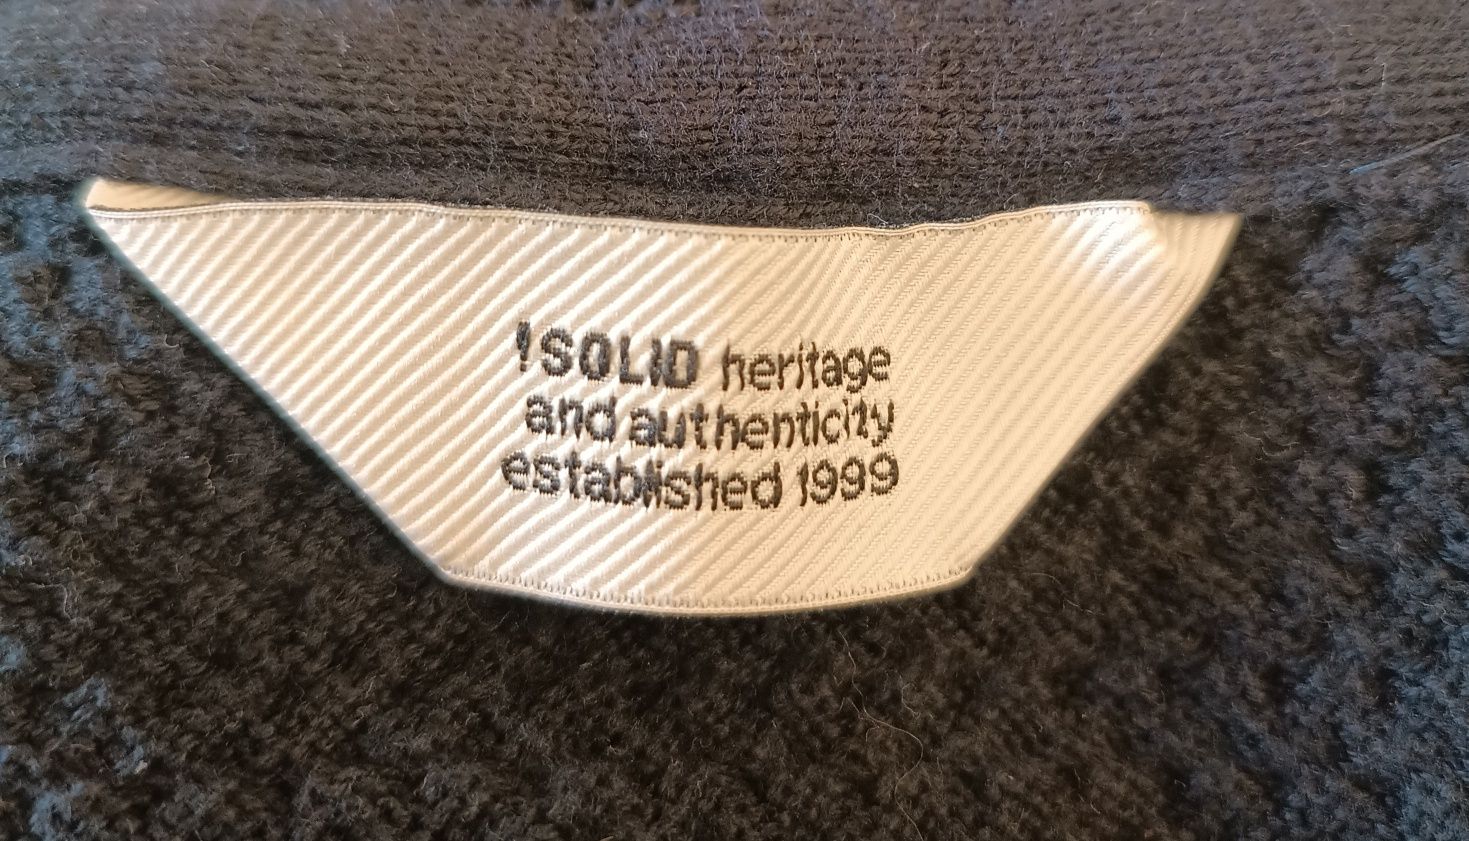 !SOLID heritage
and authenticity
established 1999